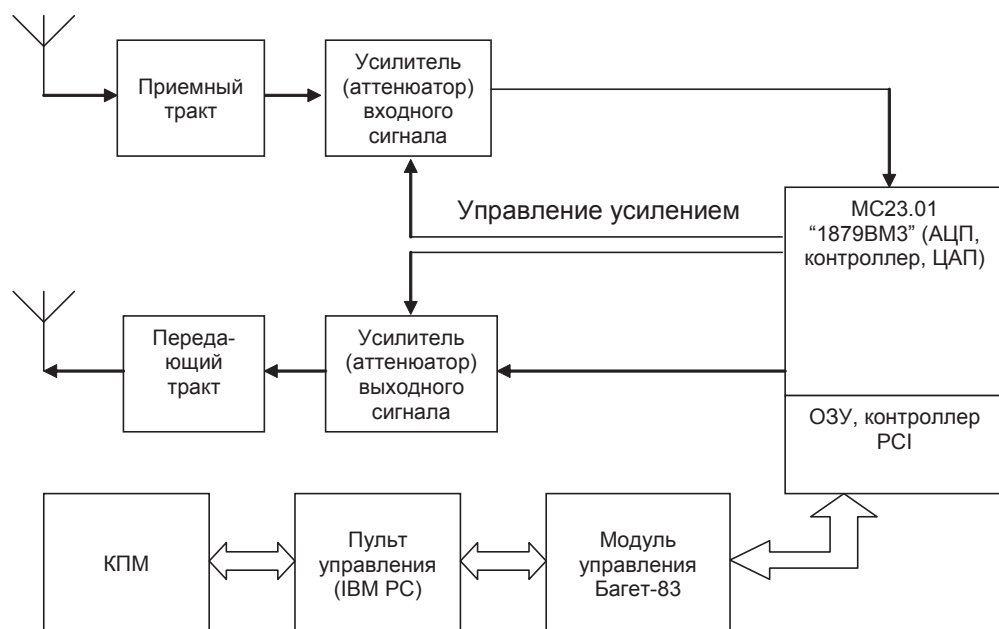 Приемный
тракт
Усилитель
(аттенюатор)
входного
сигнала
Управление усилением
МС23.01
“1879ВМ3” (АЦП,
контроллер, ЦАП)
Переда-
ющий
тракт
Усилитель
(аттенюатор)
выходного
сигнала
ОЗУ, контроллер
PCI
КПМ
Пульт
управления
(IBM PC)
Модуль
управления
Багет-83